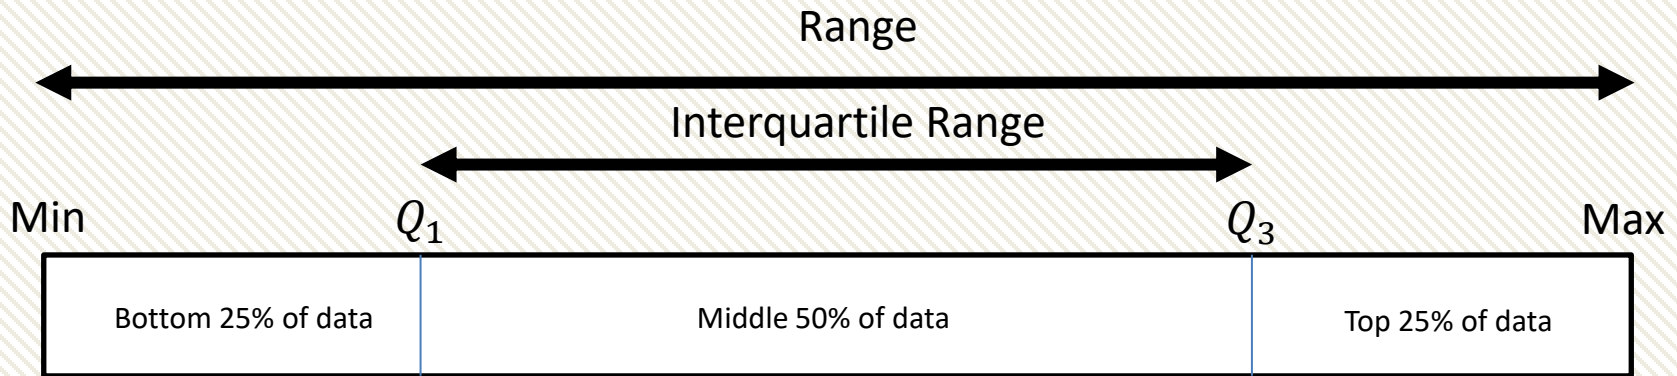 Range
Interquartile Range
Min Q₁ Q₃ Max
Bottom 25% of data Middle 50% of data Top 25% of data